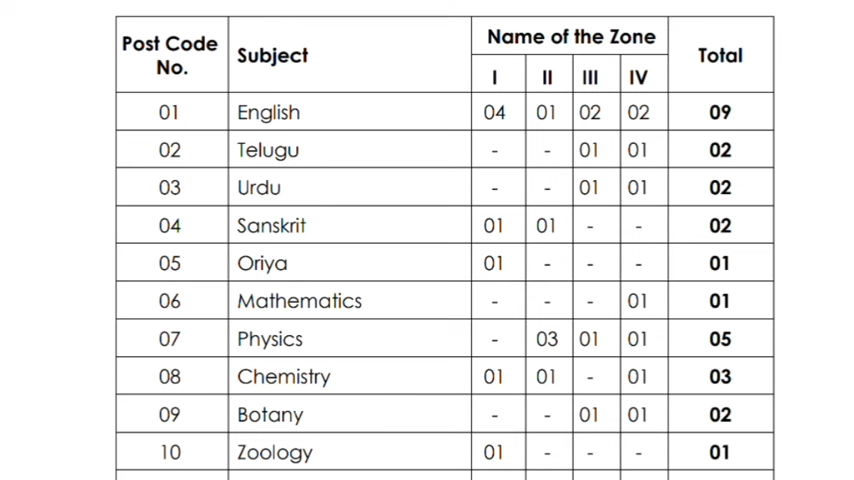 Post Code No. Subject Name of the Zone Total
I II III IV
01 English 04 01 02 02 09
02 Telugu - - 01 01 02
03 Urdu - - 01 01 02
04 Sanskrit 01 01 - - 02
05 Oriya 01 - - - 01
06 Mathematics - - - 01 01
07 Physics - 03 01 01 05
08 Chemistry 01 01 - 01 03
09 Botany - - 01 01 02
10 Zoology 01 - - - 01